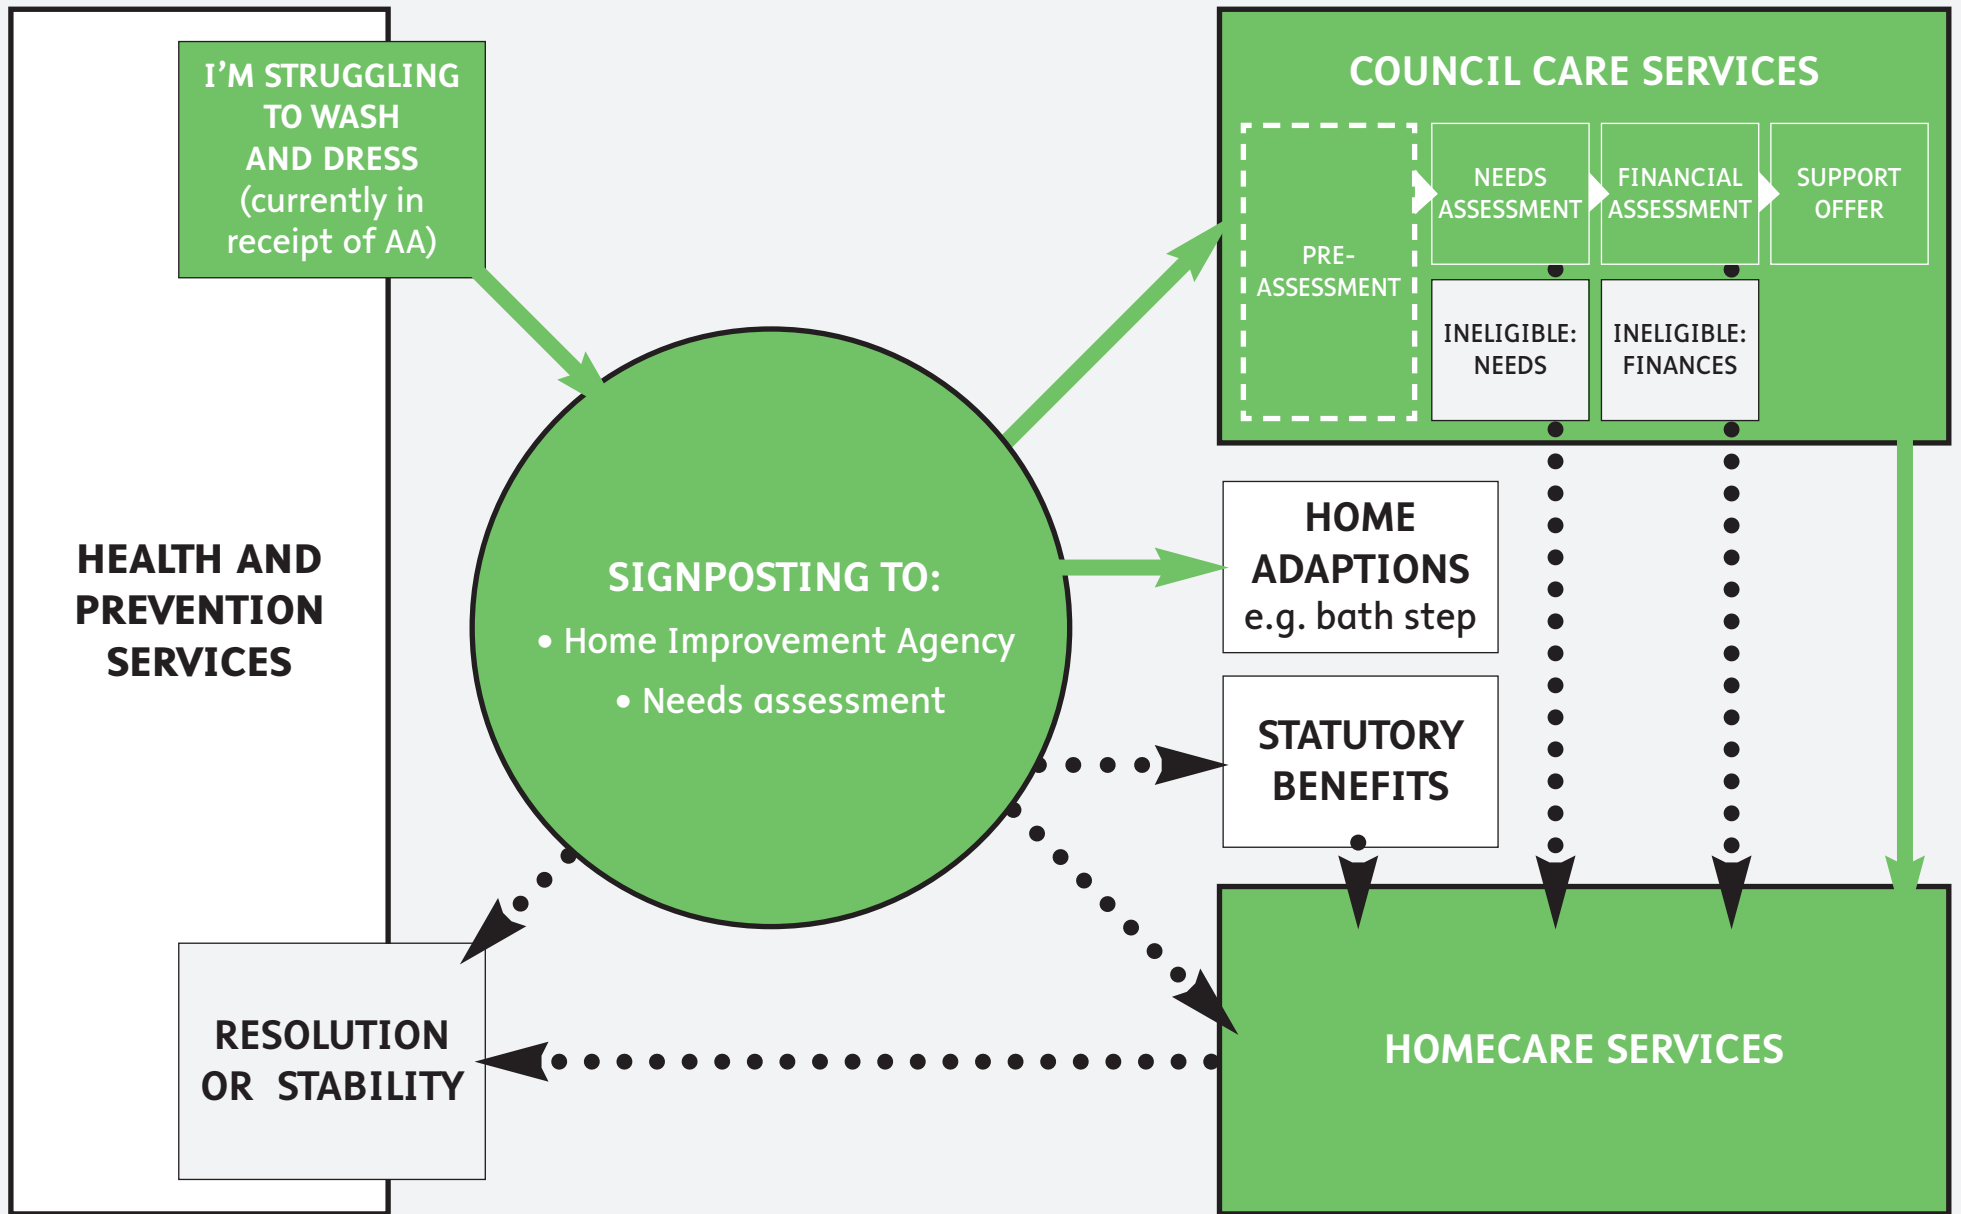 I’M STRUGGLING
TO WASH
AND DRESS
(currently in
receipt of AA)
HEALTH AND
PREVENTION
SERVICES
RESOLUTION
OR STABILITY
SIGNPOSTING TO:
• Home Improvement Agency
• Needs assessment
COUNCIL CARE SERVICES
PRE-
ASSESSMENT
NEEDS
ASSESSMENT
FINANCIAL
ASSESSMENT
SUPPORT
OFFER
INELIGIBLE:
NEEDS
INELIGIBLE:
FINANCES
HOME
ADAPTIONS
e.g. bath step
STATUTORY
BENEFITS
HOMECARE SERVICES